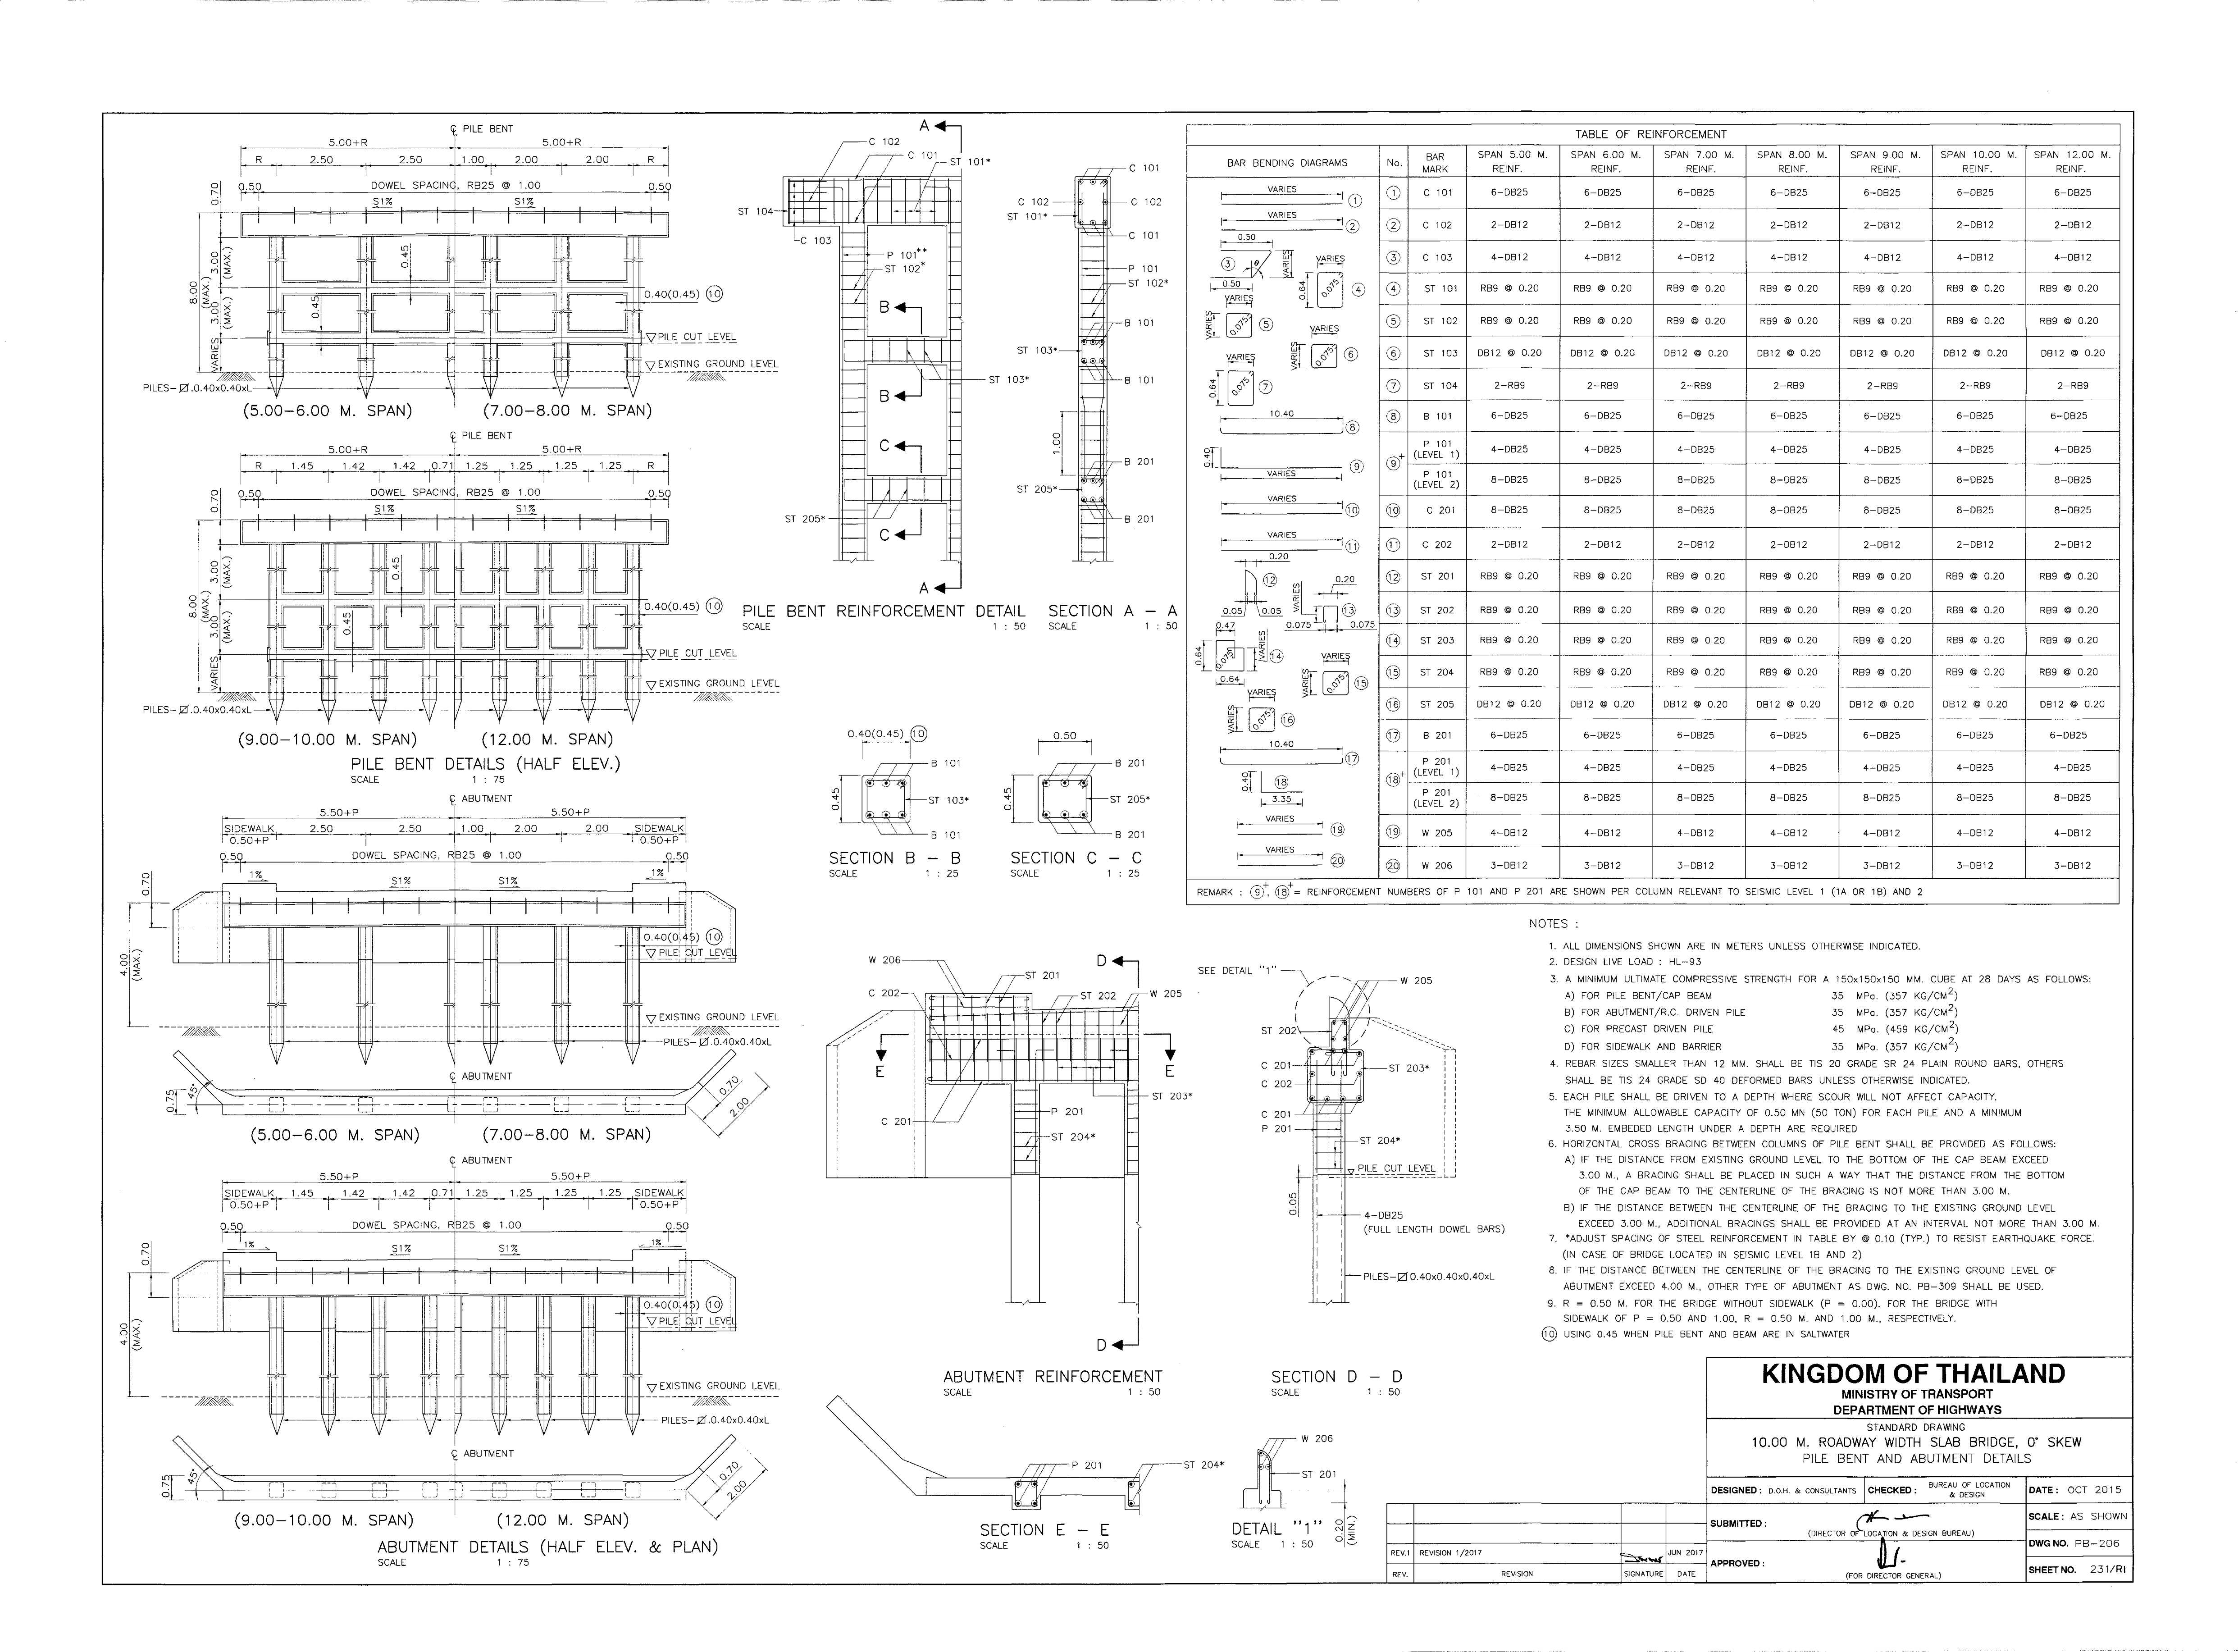 ℄ PILE BENT
5.00+R 5.00+R
R 2.50 2.50 1.00 2.00 2.00 R
0.50 DOWEL SPACING, RB25 @ 1.00 0.50
0.70
S1% S1%
8.00 (MAX.)
3.00 (MAX.)
3.00 (MAX.)
VARIES
0.45
0.45
0.40(0.45) 10
PILE CUT LEVEL
EXISTING GROUND LEVEL
PILES-⌀.0.40x0.40xL
(5.00-6.00 M. SPAN) (7.00-8.00 M. SPAN)
℄ PILE BENT
5.00+R 5.00+R
R 1.45 1.42 1.42 0.71 1.25 1.25 1.25 1.25 R
0.50 DOWEL SPACING, RB25 @ 1.00 0.50
0.70
S1% S1%
8.00 (MAX.)
3.00 (MAX.)
3.00 (MAX.)
VARIES
0.45
0.45
0.40(0.45) 10
PILE CUT LEVEL
EXISTING GROUND LEVEL
PILES-⌀.0.40x0.40xL
(9.00-10.00 M. SPAN) (12.00 M. SPAN)
PILE BENT DETAILS (HALF ELEV.)
SCALE 1 : 75
℄ ABUTMENT
5.50+P 5.50+P
SIDEWALK 2.50 2.50 1.00 2.00 2.00 SIDEWALK
0.50+P 0.50+P
0.50 DOWEL SPACING, RB25 @ 1.00 0.50
0.70
1% S1% S1% 1%
4.00 (MAX.)
0.40(0.45) 10
PILE CUT LEVEL
EXISTING GROUND LEVEL
PILES-⌀.0.40x0.40xL
℄ ABUTMENT
0.75
45°
0.70
2.00
(5.00-6.00 M. SPAN) (7.00-8.00 M. SPAN)
℄ ABUTMENT
5.50+P 5.50+P
SIDEWALK 1.45 1.42 1.42 0.71 1.25 1.25 1.25 1.25 SIDEWALK
0.50+P 0.50+P
0.50 DOWEL SPACING, RB25 @ 1.00 0.50
0.70
1% S1% S1% 1%
4.00 (MAX.)
0.40(0.45) 10
PILE CUT LEVEL
EXISTING GROUND LEVEL
PILES-⌀.0.40x0.40xL
℄ ABUTMENT
0.75
45°
0.70
2.00
(9.00-10.00 M. SPAN) (12.00 M. SPAN)
ABUTMENT DETAILS (HALF ELEV. & PLAN)
SCALE 1 : 75
A
C 102
C 101
ST 101*
ST 104
C 103
P 101**
ST 102*
B
ST 103*
B
C
ST 205*
C
A
PILE BENT REINFORCEMENT DETAIL
SCALE 1 : 50
C 101
C 102 C 102
ST 101*
C 101
P 101
ST 102*
B 101
ST 103*
B 101
1.00
B 201
ST 205*
B 201
SECTION A - A
SCALE 1 : 50
0.40(0.45) 10
B 101
0.45
ST 103*
B 101
SECTION B - B
SCALE 1 : 25
0.50
B 201
0.45
ST 205*
B 201
SECTION C - C
SCALE 1 : 25
W 206
D
ST 201
C 202
ST 202
W 205
E E
ST 203*
P 201
C 201
ST 204*
D
ABUTMENT REINFORCEMENT
SCALE 1 : 50
SEE DETAIL "1"
W 205
ST 202
C 201
ST 203*
C 202
C 201
P 201
ST 204*
PILE CUT LEVEL
0.05
4-DB25
(FULL LENGTH DOWEL BARS)
PILES-⌀0.40x0.40x0.40xL
SECTION D - D
SCALE 1 : 50
P 201
ST 204*
SECTION E - E
SCALE 1 : 50
W 206
ST 201
0.20 (MIN.)
DETAIL "1"
SCALE 1 : 50
TABLE OF REINFORCEMENT
BAR BENDING DIAGRAMS No. BAR MARK SPAN 5.00 M. REINF. SPAN 6.00 M. REINF. SPAN 7.00 M. REINF. SPAN 8.00 M. REINF. SPAN 9.00 M. REINF. SPAN 10.00 M. REINF. SPAN 12.00 M. REINF.
VARIES 1
VARIES 2
0.50 VARIES θ 3 0.50
VARIES 0.64 0.075 4
VARIES VARIES 0.075 5
VARIES VARIES 0.075 6
VARIES 0.64 0.075 7
10.40 8
0.40 VARIES 9
VARIES 10
VARIES 11
0.20 12 0.05 0.05
VARIES 0.20 13 0.075 0.075
0.47 0.64 0.075 VARIES 14 0.64
VARIES VARIES 0.075 15
VARIES VARIES 0.075 16
10.40 17
0.40 18 3.35
VARIES 19
VARIES 20
1 C 101 6-DB25 6-DB25 6-DB25 6-DB25 6-DB25 6-DB25 6-DB25
2 C 102 2-DB12 2-DB12 2-DB12 2-DB12 2-DB12 2-DB12 2-DB12
3 C 103 4-DB12 4-DB12 4-DB12 4-DB12 4-DB12 4-DB12 4-DB12
4 ST 101 RB9 @ 0.20 RB9 @ 0.20 RB9 @ 0.20 RB9 @ 0.20 RB9 @ 0.20 RB9 @ 0.20 RB9 @ 0.20
5 ST 102 RB9 @ 0.20 RB9 @ 0.20 RB9 @ 0.20 RB9 @ 0.20 RB9 @ 0.20 RB9 @ 0.20 RB9 @ 0.20
6 ST 103 DB12 @ 0.20 DB12 @ 0.20 DB12 @ 0.20 DB12 @ 0.20 DB12 @ 0.20 DB12 @ 0.20 DB12 @ 0.20
7 ST 104 2-RB9 2-RB9 2-RB9 2-RB9 2-RB9 2-RB9 2-RB9
8 B 101 6-DB25 6-DB25 6-DB25 6-DB25 6-DB25 6-DB25 6-DB25
9+ P 101 (LEVEL 1) 4-DB25 4-DB25 4-DB25 4-DB25 4-DB25 4-DB25 4-DB25
P 101 (LEVEL 2) 8-DB25 8-DB25 8-DB25 8-DB25 8-DB25 8-DB25 8-DB25
10 C 201 8-DB25 8-DB25 8-DB25 8-DB25 8-DB25 8-DB25 8-DB25
11 C 202 2-DB12 2-DB12 2-DB12 2-DB12 2-DB12 2-DB12 2-DB12
12 ST 201 RB9 @ 0.20 RB9 @ 0.20 RB9 @ 0.20 RB9 @ 0.20 RB9 @ 0.20 RB9 @ 0.20 RB9 @ 0.20
13 ST 202 RB9 @ 0.20 RB9 @ 0.20 RB9 @ 0.20 RB9 @ 0.20 RB9 @ 0.20 RB9 @ 0.20 RB9 @ 0.20
14 ST 203 RB9 @ 0.20 RB9 @ 0.20 RB9 @ 0.20 RB9 @ 0.20 RB9 @ 0.20 RB9 @ 0.20 RB9 @ 0.20
15 ST 204 RB9 @ 0.20 RB9 @ 0.20 RB9 @ 0.20 RB9 @ 0.20 RB9 @ 0.20 RB9 @ 0.20 RB9 @ 0.20
16 ST 205 DB12 @ 0.20 DB12 @ 0.20 DB12 @ 0.20 DB12 @ 0.20 DB12 @ 0.20 DB12 @ 0.20 DB12 @ 0.20
17 B 201 6-DB25 6-DB25 6-DB25 6-DB25 6-DB25 6-DB25 6-DB25
18+ P 201 (LEVEL 1) 4-DB25 4-DB25 4-DB25 4-DB25 4-DB25 4-DB25 4-DB25
P 201 (LEVEL 2) 8-DB25 8-DB25 8-DB25 8-DB25 8-DB25 8-DB25 8-DB25
19 W 205 4-DB12 4-DB12 4-DB12 4-DB12 4-DB12 4-DB12 4-DB12
20 W 206 3-DB12 3-DB12 3-DB12 3-DB12 3-DB12 3-DB12 3-DB12
REMARK : 9+, 18+ = REINFORCEMENT NUMBERS OF P 101 AND P 201 ARE SHOWN PER COLUMN RELEVANT TO SEISMIC LEVEL 1 (1A OR 1B) AND 2
NOTES :
1. ALL DIMENSIONS SHOWN ARE IN METERS UNLESS OTHERWISE INDICATED.
2. DESIGN LIVE LOAD : HL-93
3. A MINIMUM ULTIMATE COMPRESSIVE STRENGTH FOR A 150x150x150 MM. CUBE AT 28 DAYS AS FOLLOWS:
A) FOR PILE BENT/CAP BEAM 35 MPa. (357 KG/CM2)
B) FOR ABUTMENT/R.C. DRIVEN PILE 35 MPa. (357 KG/CM2)
C) FOR PRECAST DRIVEN PILE 45 MPa. (459 KG/CM2)
D) FOR SIDEWALK AND BARRIER 35 MPa. (357 KG/CM2)
4. REBAR SIZES SMALLER THAN 12 MM. SHALL BE TIS 20 GRADE SR 24 PLAIN ROUND BARS, OTHERS
SHALL BE TIS 24 GRADE SD 40 DEFORMED BARS UNLESS OTHERWISE INDICATED.
5. EACH PILE SHALL BE DRIVEN TO A DEPTH WHERE SCOUR WILL NOT AFFECT CAPACITY,
THE MINIMUM ALLOWABLE CAPACITY OF 0.50 MN (50 TON) FOR EACH PILE AND A MINIMUM
3.50 M. EMBEDED LENGTH UNDER A DEPTH ARE REQUIRED
6. HORIZONTAL CROSS BRACING BETWEEN COLUMNS OF PILE BENT SHALL BE PROVIDED AS FOLLOWS:
A) IF THE DISTANCE FROM EXISTING GROUND LEVEL TO THE BOTTOM OF THE CAP BEAM EXCEED
3.00 M., A BRACING SHALL BE PLACED IN SUCH A WAY THAT THE DISTANCE FROM THE BOTTOM
OF THE CAP BEAM TO THE CENTERLINE OF THE BRACING IS NOT MORE THAN 3.00 M.
B) IF THE DISTANCE BETWEEN THE CENTERLINE OF THE BRACING TO THE EXISTING GROUND LEVEL
EXCEED 3.00 M., ADDITIONAL BRACINGS SHALL BE PROVIDED AT AN INTERVAL NOT MORE THAN 3.00 M.
7. *ADJUST SPACING OF STEEL REINFORCEMENT IN TABLE BY @ 0.10 (TYP.) TO RESIST EARTHQUAKE FORCE.
(IN CASE OF BRIDGE LOCATED IN SEISMIC LEVEL 1B AND 2)
8. IF THE DISTANCE BETWEEN THE CENTERLINE OF THE BRACING TO THE EXISTING GROUND LEVEL OF
ABUTMENT EXCEED 4.00 M., OTHER TYPE OF ABUTMENT AS DWG. NO. PB-309 SHALL BE USED.
9. R = 0.50 M. FOR THE BRIDGE WITHOUT SIDEWALK (P = 0.00). FOR THE BRIDGE WITH
SIDEWALK OF P = 0.50 AND 1.00, R = 0.50 M. AND 1.00 M., RESPECTIVELY.
10 USING 0.45 WHEN PILE BENT AND BEAM ARE IN SALTWATER
KINGDOM OF THAILAND
MINISTRY OF TRANSPORT
DEPARTMENT OF HIGHWAYS
STANDARD DRAWING
10.00 M. ROADWAY WIDTH SLAB BRIDGE, 0° SKEW
PILE BENT AND ABUTMENT DETAILS
DESIGNED : D.O.H. & CONSULTANTS CHECKED : BUREAU OF LOCATION & DESIGN DATE : OCT 2015
SUBMITTED : (DIRECTOR OF LOCATION & DESIGN BUREAU) SCALE : AS SHOWN
DWG NO. PB-206
APPROVED : (FOR DIRECTOR GENERAL) SHEET NO. 231/R1
REV.1 REVISION 1/2017 JUN 2017
REV. REVISION SIGNATURE DATE